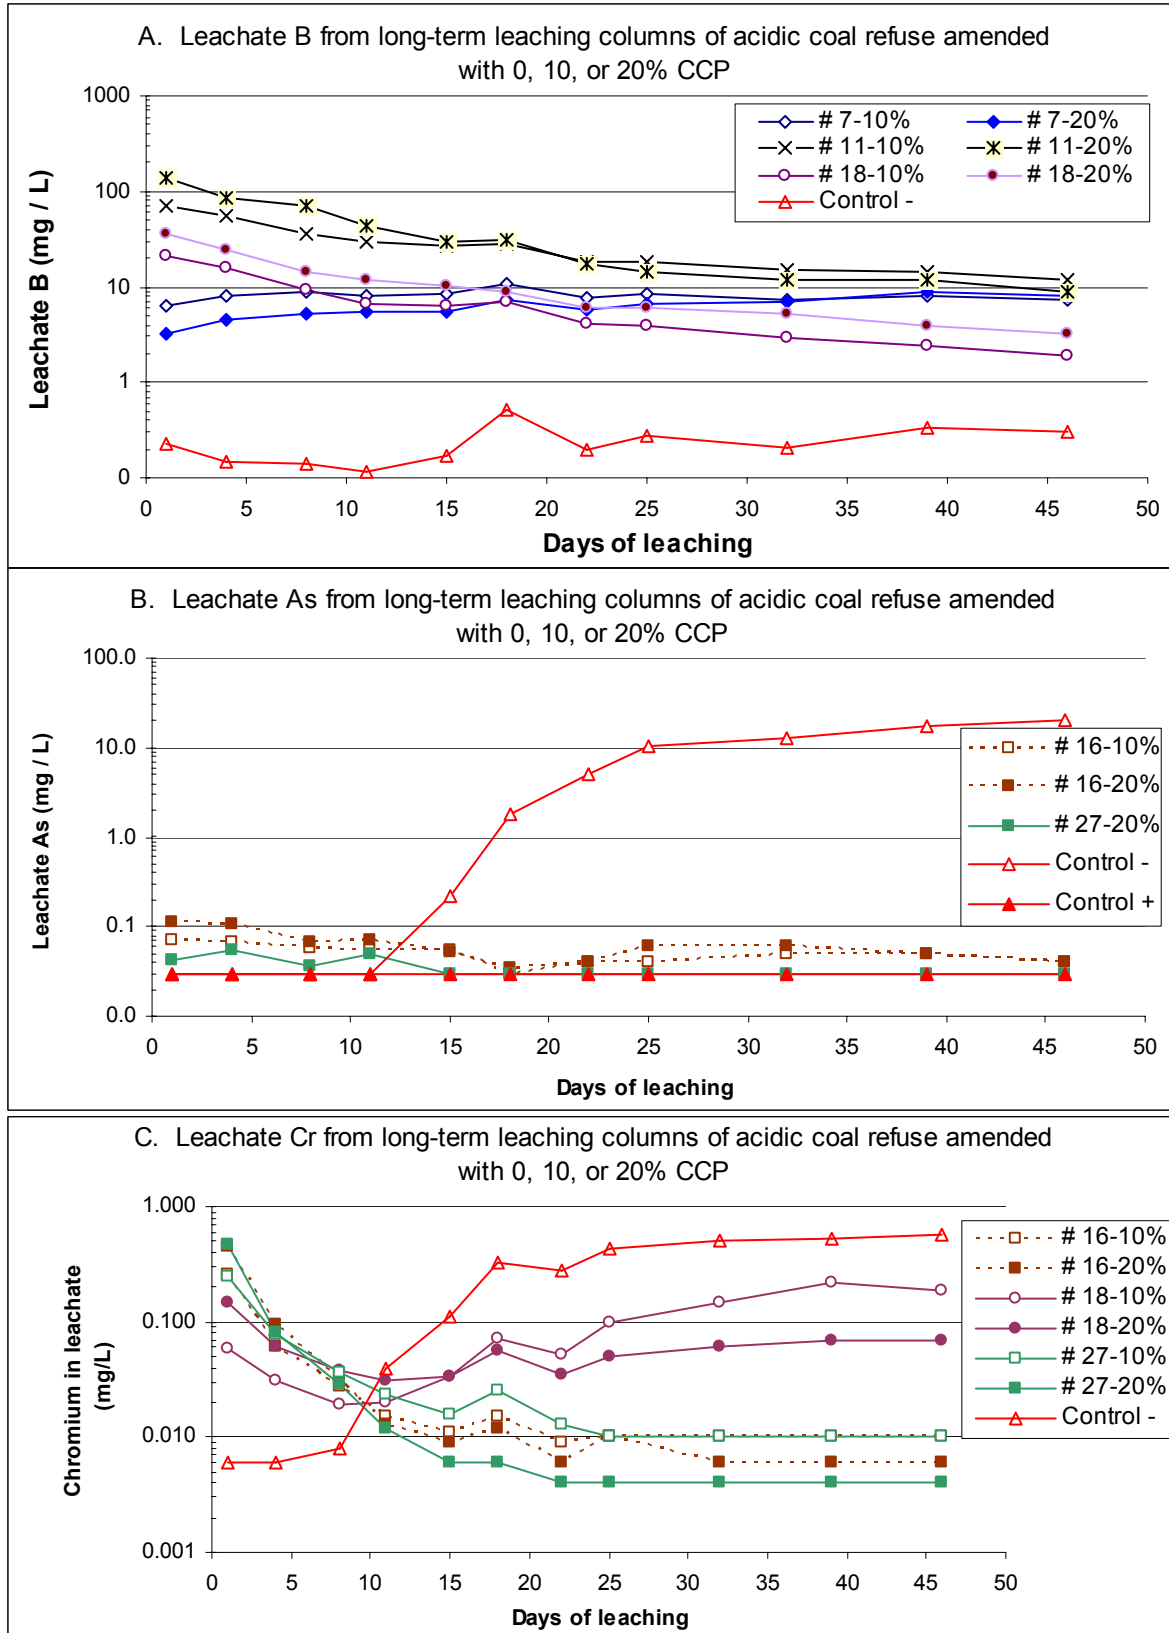 A. Leachate B from long-term leaching columns of acidic coal refuse amended
with 0, 10, or 20% CCP
1000
100
10
1
0
Leachate B (mg / L)
# 7-10% # 7-20%
# 11-10% # 11-20%
# 18-10% # 18-20%
Control -
0 5 10 15 20 25 30 35 40 45 50
Days of leaching
B. Leachate As from long-term leaching columns of acidic coal refuse amended
with 0, 10, or 20% CCP
100.0
10.0
1.0
0.1
0.0
Leachate As (mg / L)
# 16-10%
# 16-20%
# 27-20%
Control -
Control +
0 5 10 15 20 25 30 35 40 45 50
Days of leaching
C. Leachate Cr from long-term leaching columns of acidic coal refuse amended
with 0, 10, or 20% CCP
1.000
0.100
0.010
0.001
Chromium in leachate
(mg/L)
# 16-10%
# 16-20%
# 18-10%
# 18-20%
# 27-10%
# 27-20%
Control -
0 5 10 15 20 25 30 35 40 45 50
Days of leaching